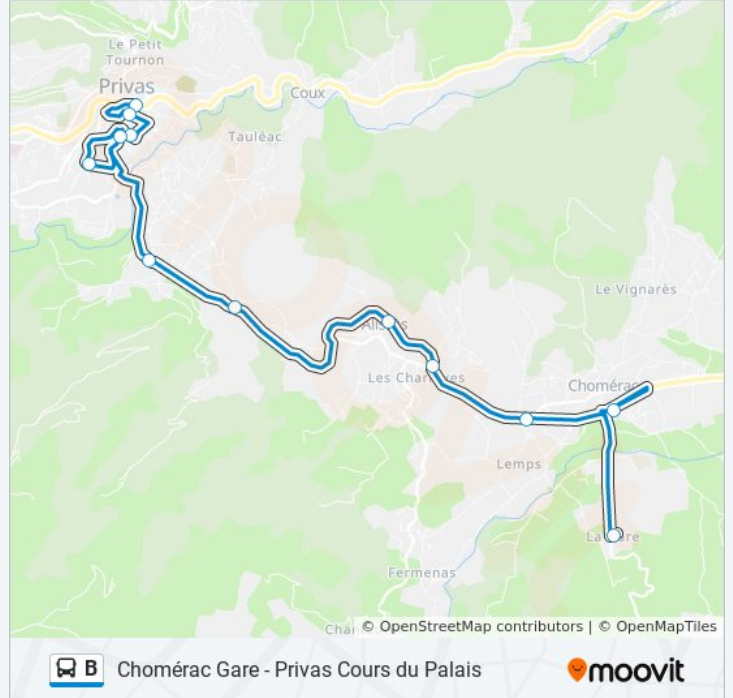 Le Petit
Tournon
Privas
Coux
Tauléac
Le Vignarès
Les
Chomérac
Lemps
Fermenas
© OpenStreetMap contributors | © OpenMapTiles
B Chomérac Gare - Privas Cours du Palais
moovit